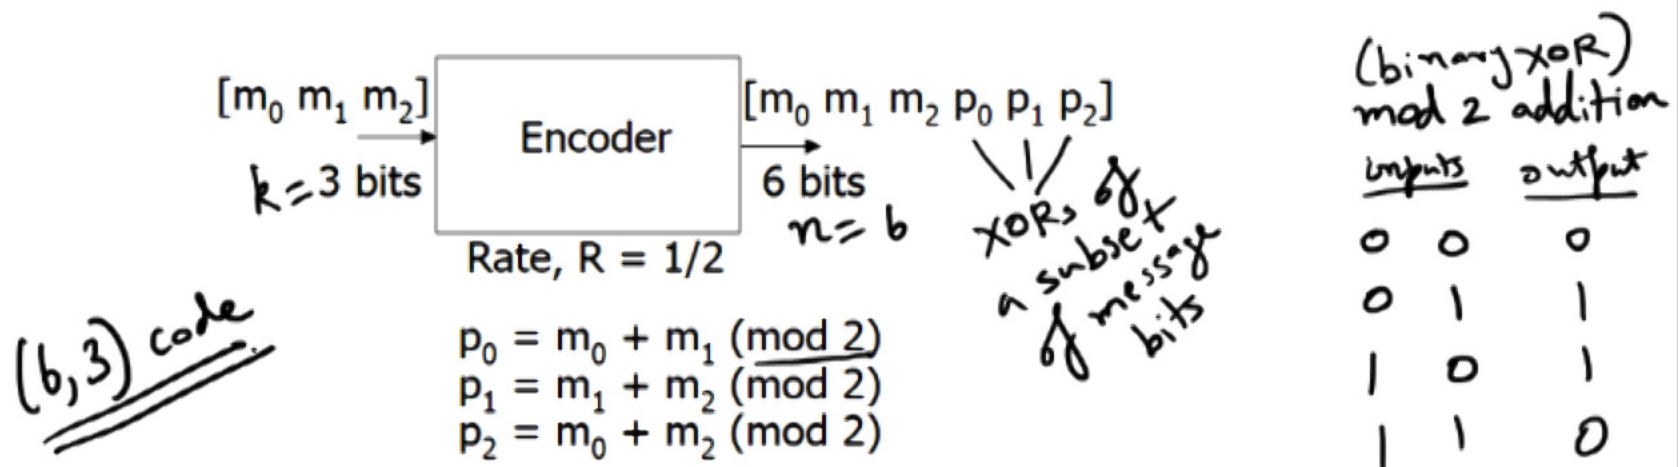 [m₀ m₁ m₂]
k = 3 bits
Encoder
[m₀ m₁ m₂ p₀ p₁ p₂]
6 bits
n = 6
Rate, R = 1/2
XORs of
a subset
of message
bits
(6,3) code
p₀ = m₀ + m₁ (mod 2)
p₁ = m₁ + m₂ (mod 2)
p₂ = m₀ + m₂ (mod 2)
(binary XOR)
mod 2 addition
inputs output
0 0 0
0 1 1
1 0 1
1 1 0